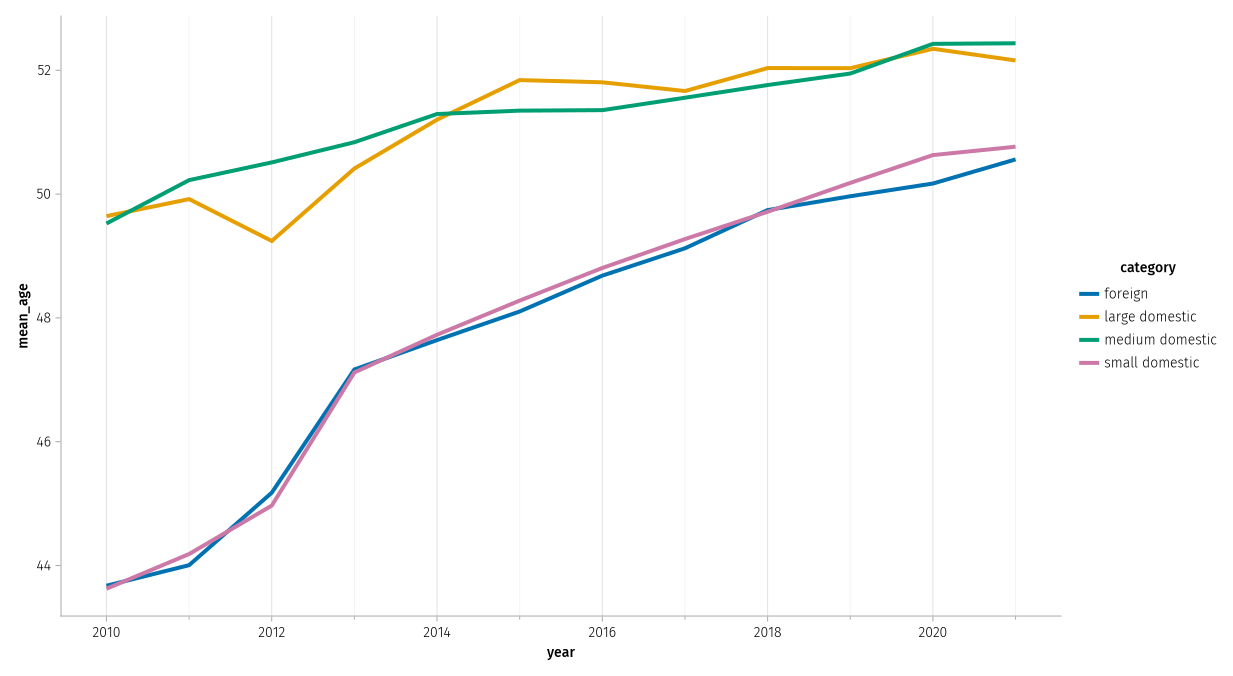 mean_age
52
50
48
46
44
2010
2012
2014
2016
2018
2020
year
category
foreign
large domestic
medium domestic
small domestic